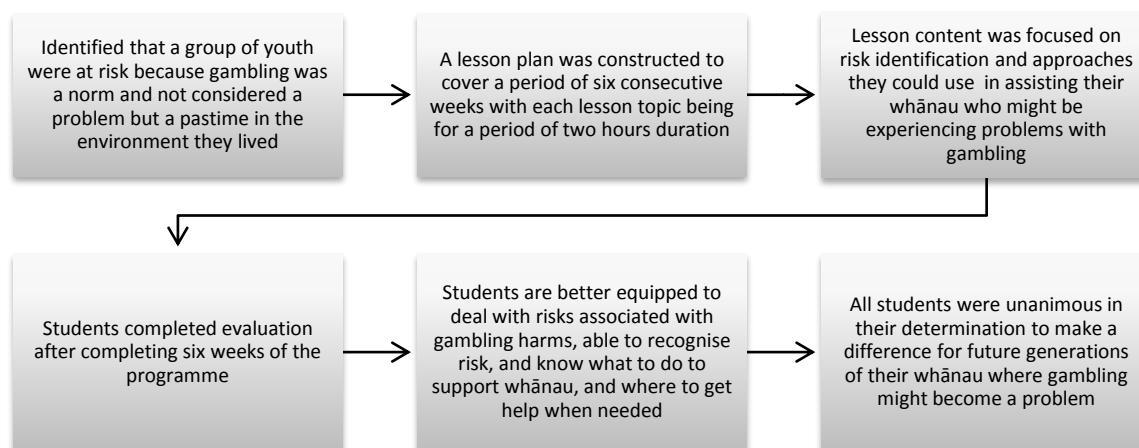 Identified that a group of youth
were at risk because gambling was
a norm and not considered a
problem but a pastime in the
environment they lived
A lesson plan was constructed to
cover a period of six consecutive
weeks with each lesson topic being
for a period of two hours duration
Lesson content was focused on
risk identification and approaches
they could use in assisting their
whānau who might be
experiencing problems with
gambling
Students completed evaluation
after completing six weeks of the
programme
Students are better equipped to
deal with risks associated with
gambling harms, able to recognise
risk, and know what to do to
support whānau, and where to get
help when needed
All students were unanimous in
their determination to make a
difference for future generations
of their whānau where gambling
might become a problem